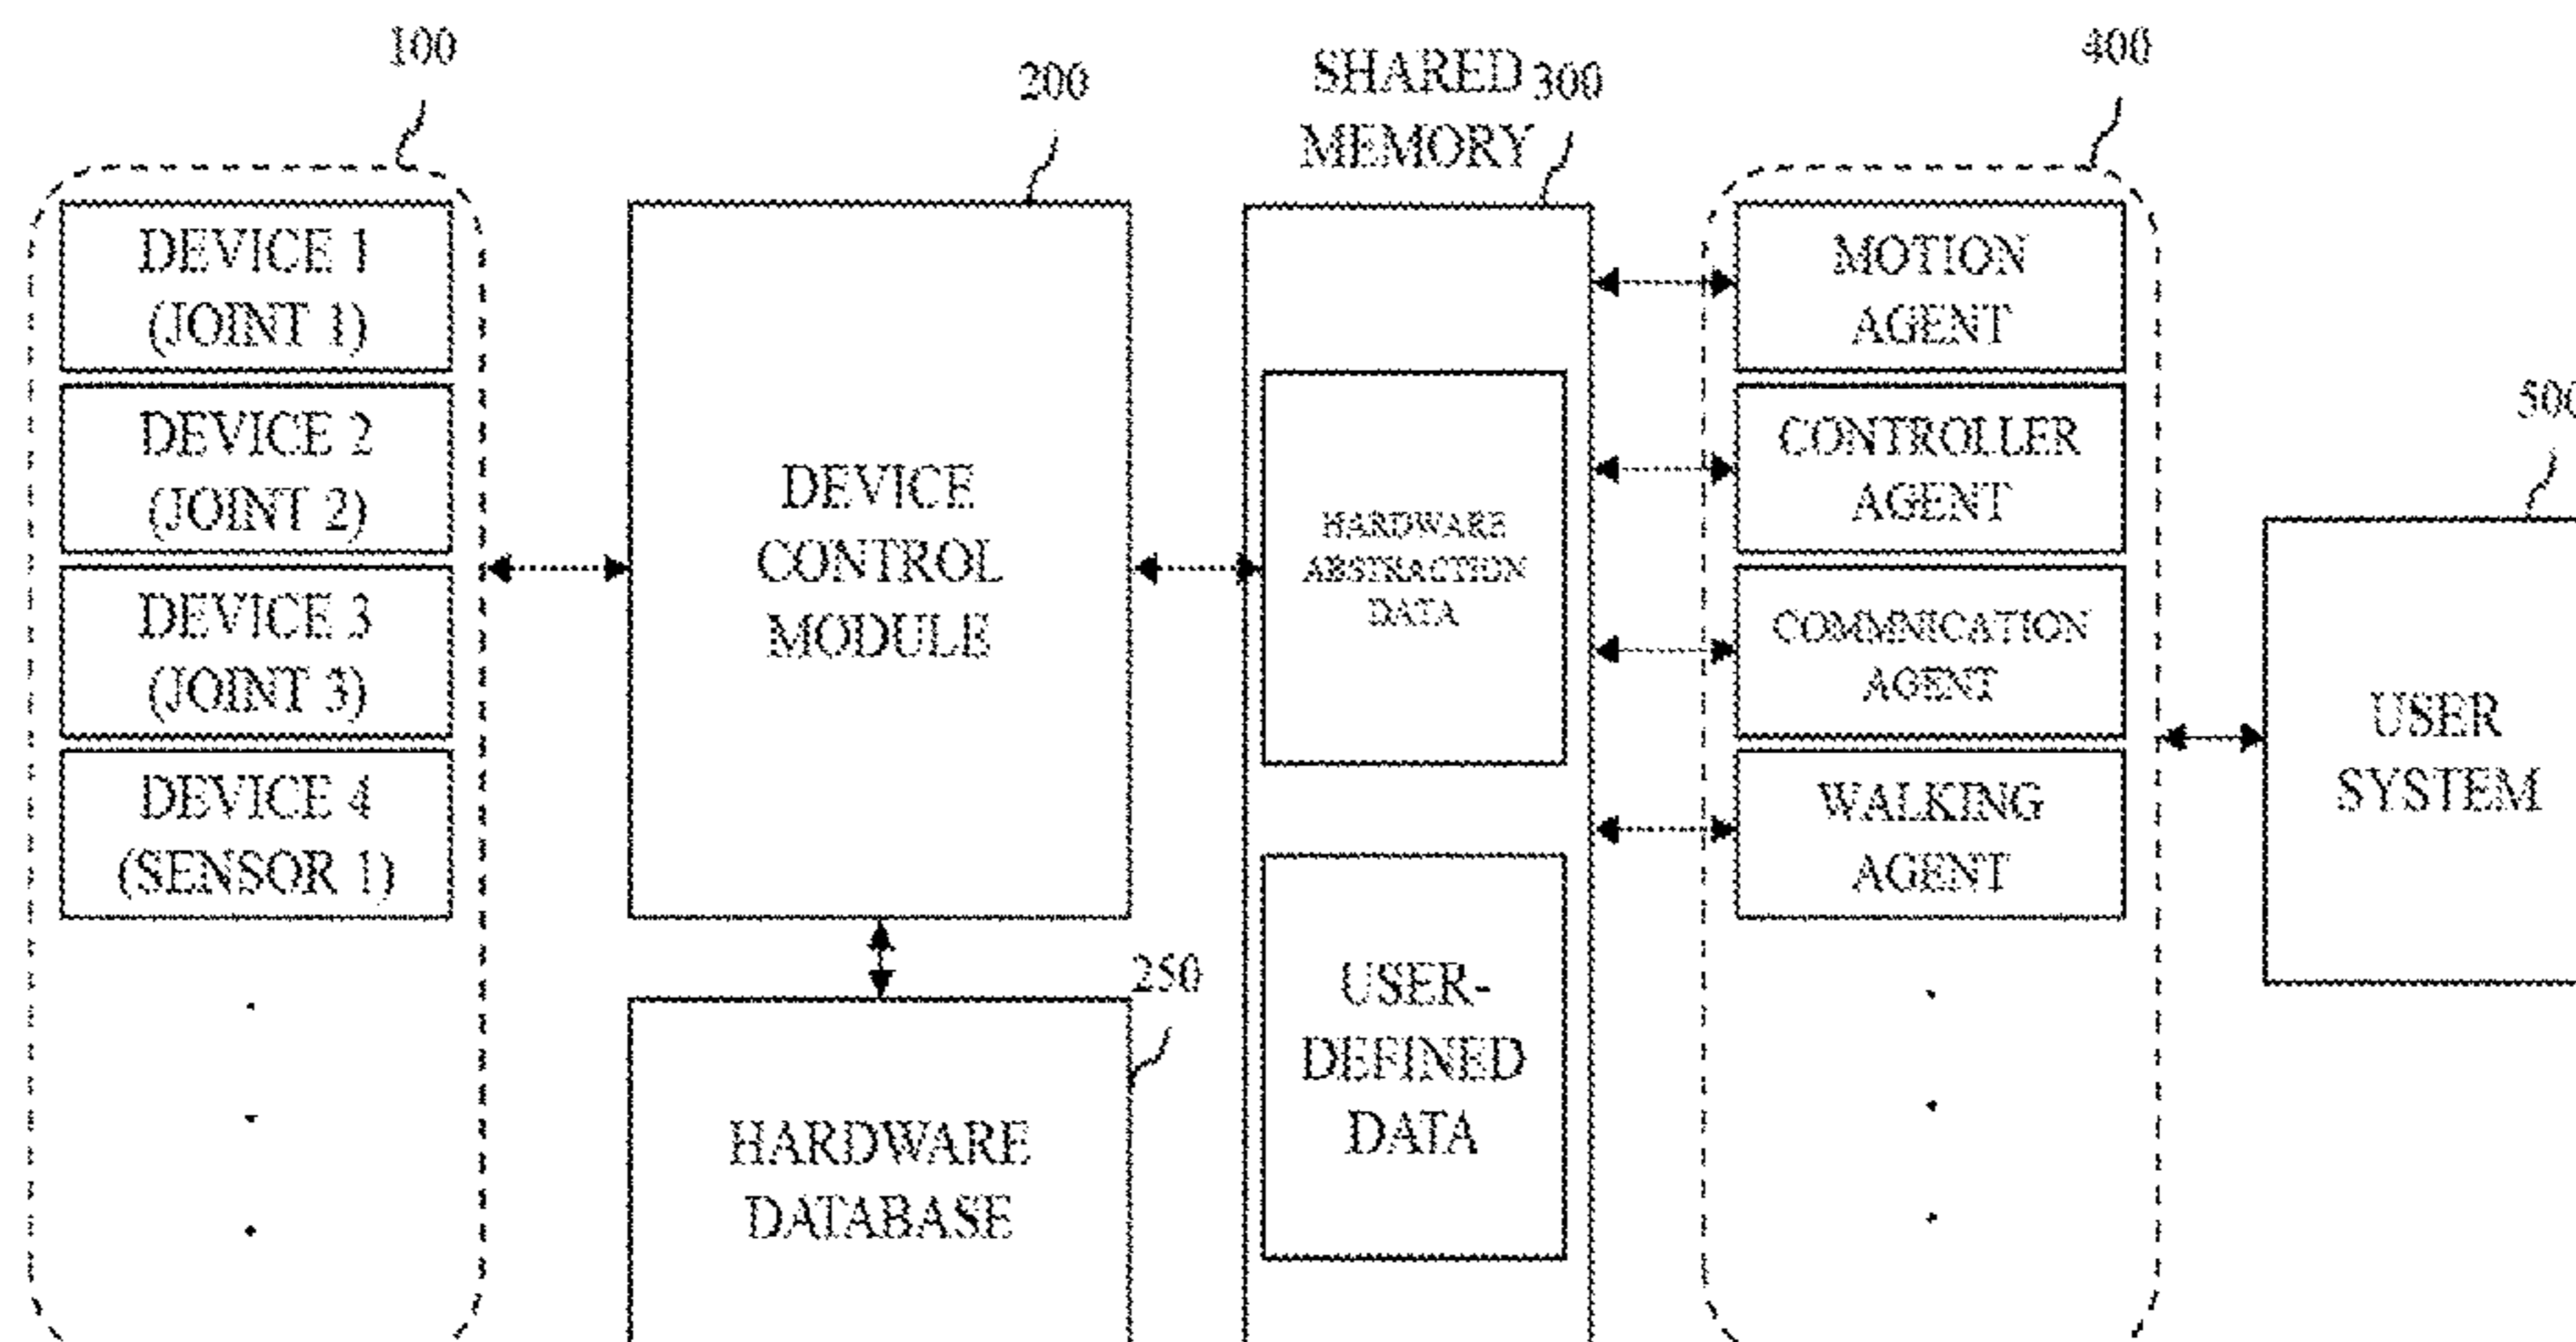 100
200
SHARED 300
MEMORY
400
DEVICE 1
(JOINT 1)
DEVICE 2
(JOINT 2)
DEVICE 3
(JOINT 3)
DEVICE 4
(SENSOR 1)
DEVICE
CONTROL
MODULE
250
HARDWARE
DATABASE
HARDWARE
ABSTRACTION
DATA
USER-
DEFINED
DATA
MOTION
AGENT
CONTROLLER
AGENT
COMMNICATION
AGENT
WALKING
AGENT
500
USER
SYSTEM